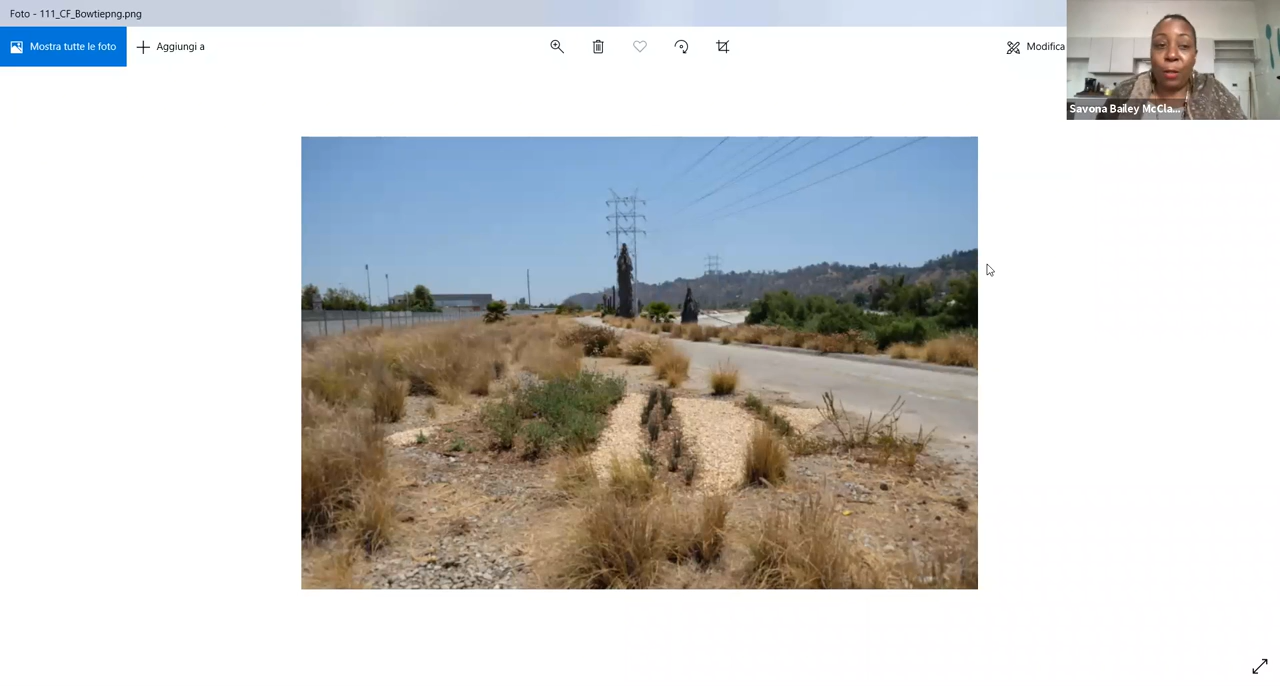 Foto - 111_CF_Bowtiepng.png
Mostra tutte le foto
Aggiungi a
Modifica
Savona Bailey McCla...